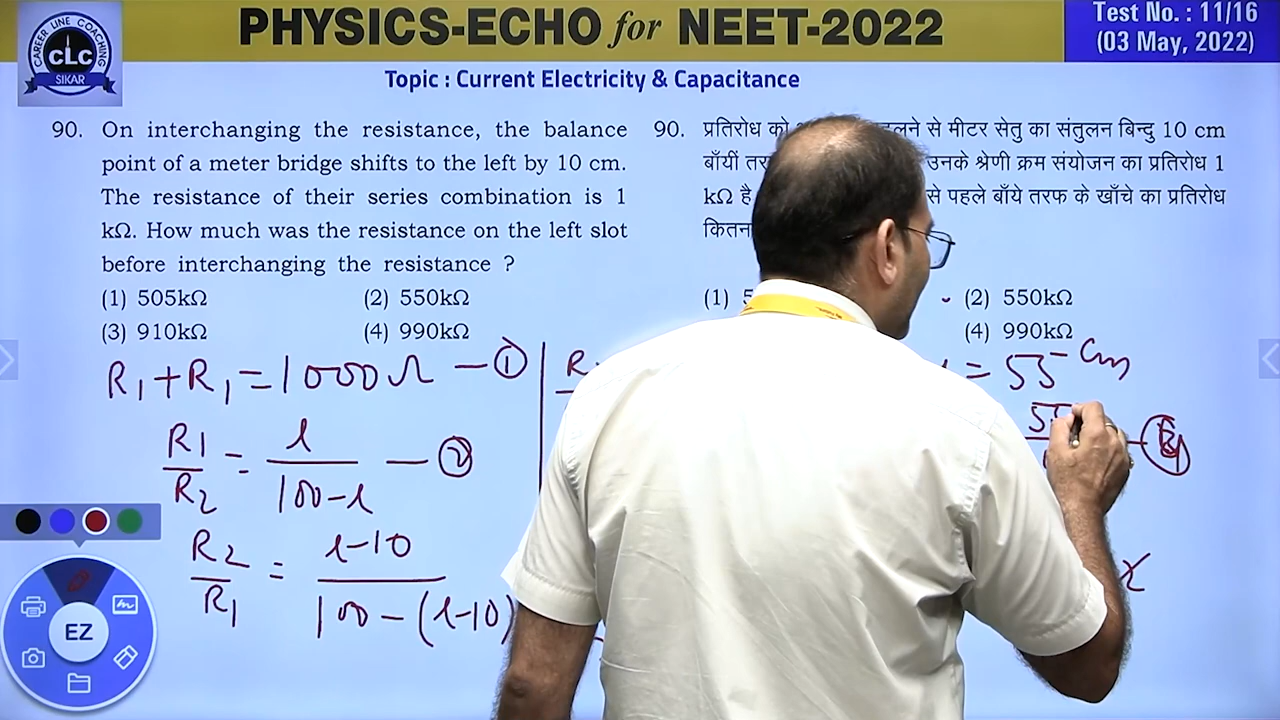 CAREER LINE COACHING
CLC
SIKAR
PHYSICS-ECHO for NEET-2022
Test No. : 11/16
(03 May, 2022)
Topic : Current Electricity & Capacitance
90. On interchanging the resistance, the balance
point of a meter bridge shifts to the left by 10 cm.
The resistance of their series combination is 1
kΩ. How much was the resistance on the left slot
before interchanging the resistance ?
(1) 505kΩ (2) 550kΩ
(3) 910kΩ (4) 990kΩ
90. प्रतिरोध को लने से मीटर सेतु का संतुलन बिन्दु 10 cm
बाँयीं उनके श्रेणी क्रम संयोजन का प्रतिरोध 1
kΩ है से पहले बाँये तरफ के खाँचे का प्रतिरोध
(1) 5 (2) 550kΩ
(4) 990kΩ
R₁ + R₁ = 1000 Ω — ①
R₁/R₂ = l/100-l — ②
R₂/R₁ = l-10/100-(l-10)
= 55 cm
55
x
EZ